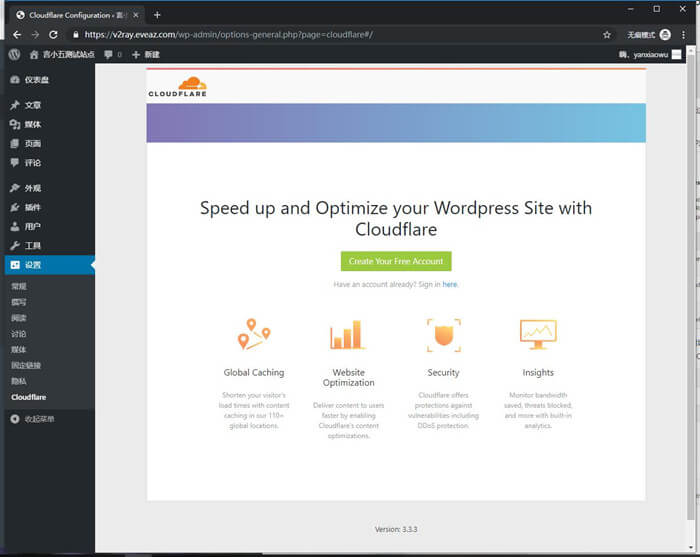 Cloudflare Configuration ‹ 言小
https://v2ray.eveaz.com/wp-admin/options-general.php?page=cloudflare#/
无痕模式
言小五测试站点
0
新建
嗨，yanxiaowu
仪表盘
文章
媒体
页面
评论
外观
插件
用户
工具
设置
常规
撰写
阅读
讨论
媒体
固定链接
隐私
Cloudflare
收起菜单
CLOUDFLARE
Speed up and Optimize your Wordpress Site with
Cloudflare
Create Your Free Account
Have an account already? Sign in here.
Global Caching
Shorten your visitor's
load times with content
caching in our 110+
global locations.
Website
Optimization
Deliver content to users
faster by enabling
Cloudflare's content
optimizations.
Security
Cloudflare offers
protections against
vulnerabilities including
DDoS protection.
Insights
Monitor bandwidth
saved, threats blocked,
and more with built-in
analytics.
Version: 3.3.3